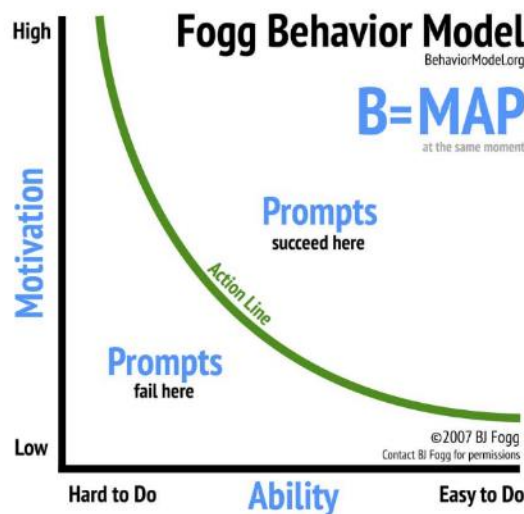 High
Fogg Behavior Model
BehaviorModel.org
B=MAP
at the same moment
Motivation
Prompts
succeed here
Action Line
Prompts
fail here
Low
©2007 BJ Fogg
Contact BJ Fogg for permissions
Hard to Do
Ability
Easy to Do